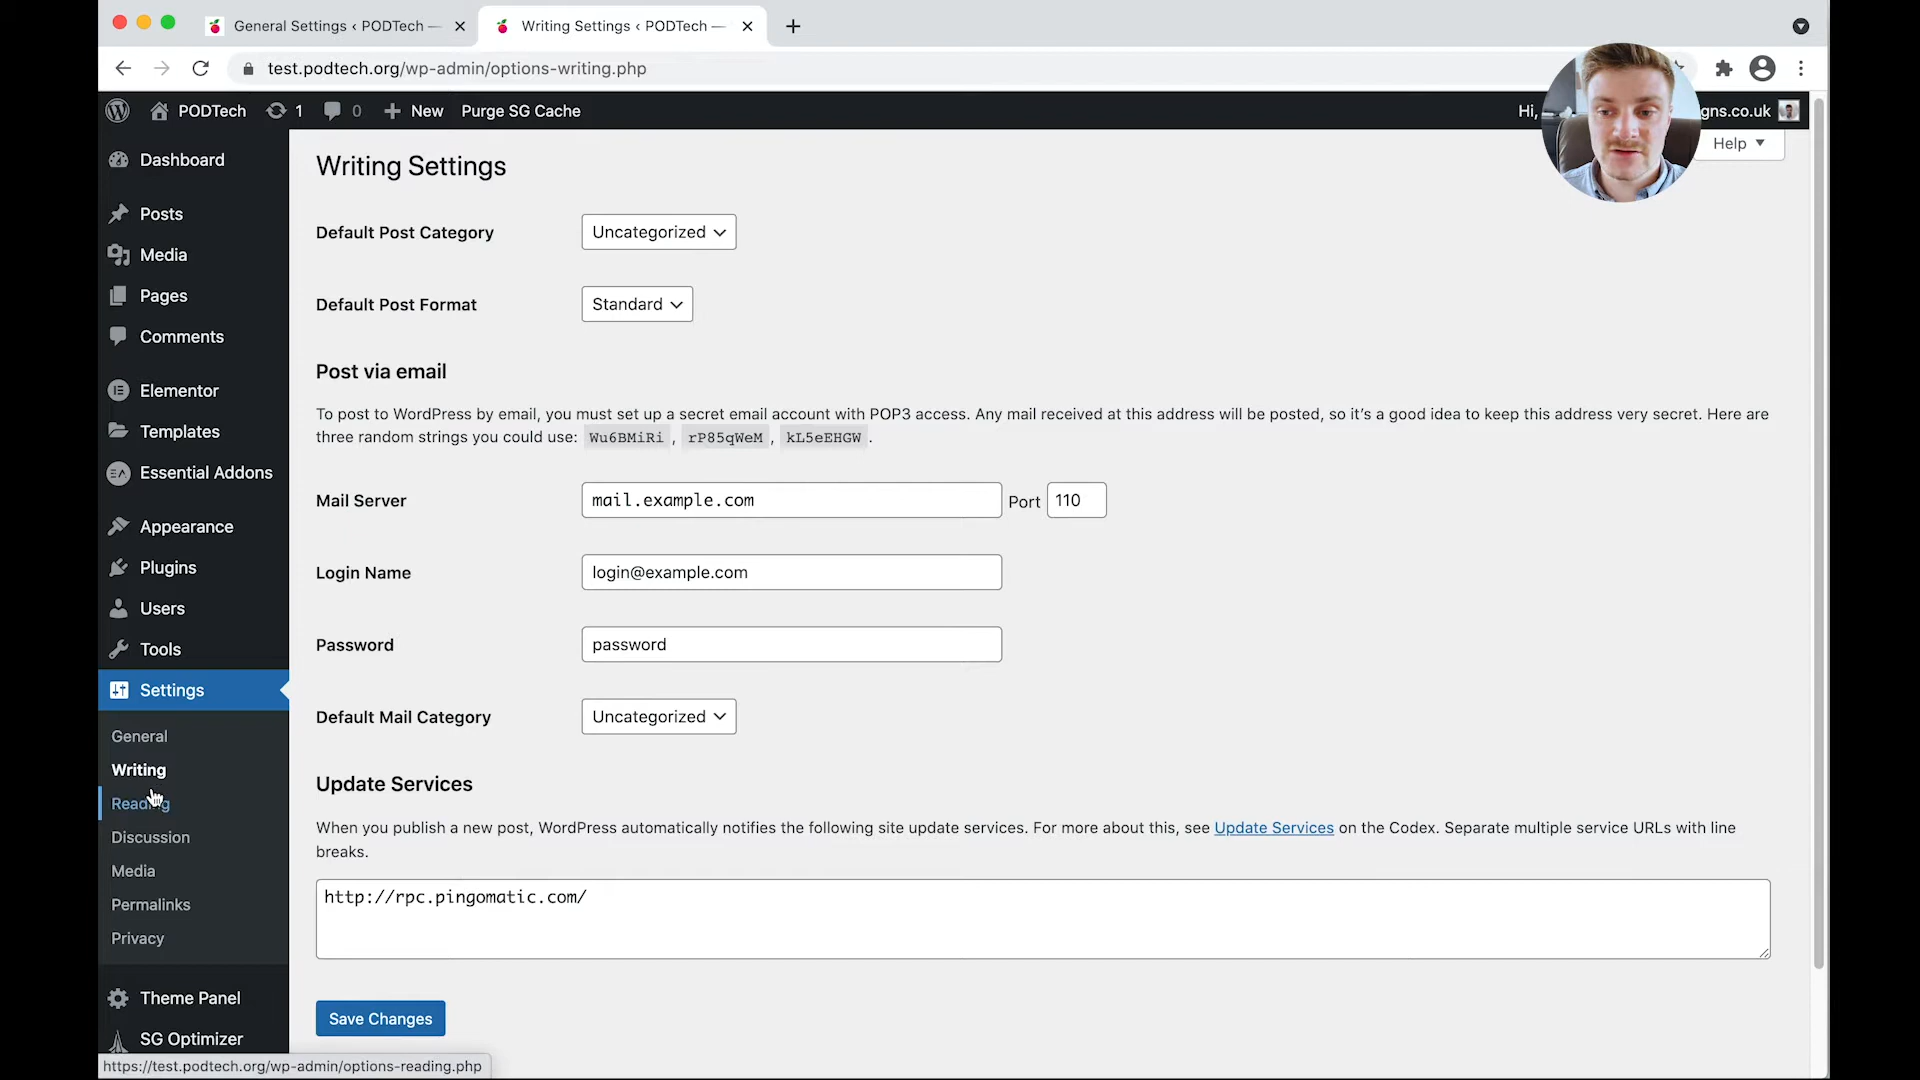 General Settings ‹ PODTech —
Writing Settings ‹ PODTech —
test.podtech.org/wp-admin/options-writing.php
PODTech
1
0
New
Purge SG Cache
Hi,
gns.co.uk
Help
Dashboard
Posts
Media
Pages
Comments
Elementor
Templates
Essential Addons
Appearance
Plugins
Users
Tools
Settings
General
Writing
Reading
Discussion
Media
Permalinks
Privacy
Theme Panel
SG Optimizer
Writing Settings
Default Post Category
Uncategorized
Default Post Format
Standard
Post via email
To post to WordPress by email, you must set up a secret email account with POP3 access. Any mail received at this address will be posted, so it’s a good idea to keep this address very secret. Here are
three random strings you could use: Wu6BMiRi , rP85qWeM , kL5eEHGW .
Mail Server
mail.example.com
Port 110
Login Name
login@example.com
Password
password
Default Mail Category
Uncategorized
Update Services
When you publish a new post, WordPress automatically notifies the following site update services. For more about this, see Update Services on the Codex. Separate multiple service URLs with line
breaks.
http://rpc.pingomatic.com/
Save Changes
https://test.podtech.org/wp-admin/options-reading.php